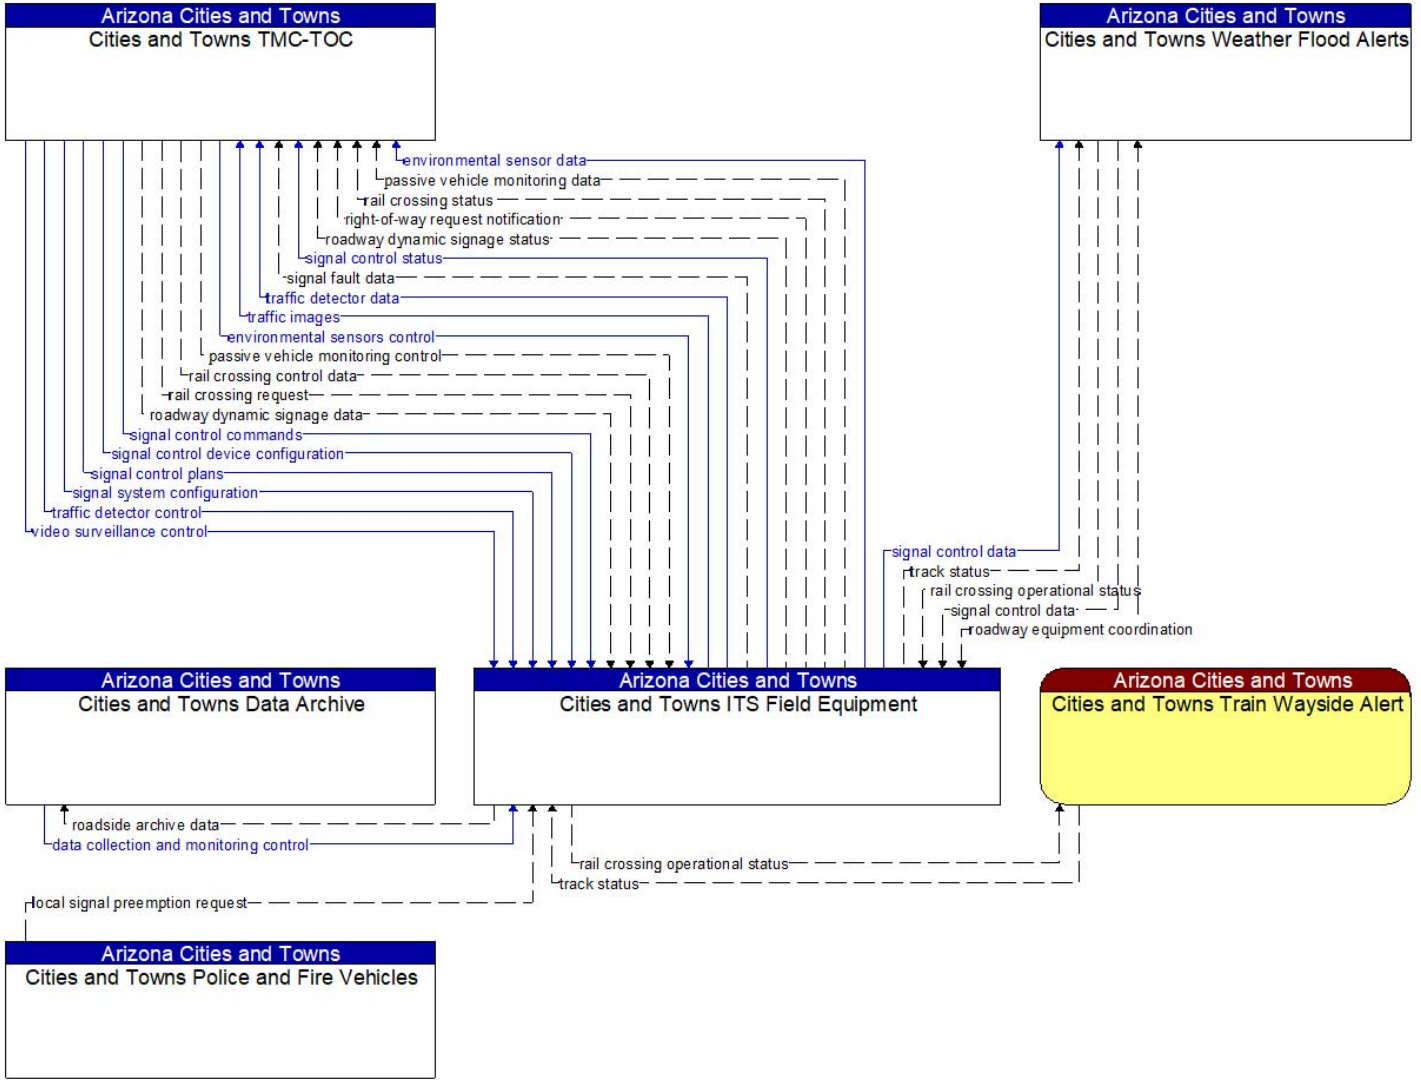 Arizona Cities and Towns
Cities and Towns TMC-TOC
Arizona Cities and Towns
Cities and Towns Weather Flood Alerts
environmental sensor data
passive vehicle monitoring data
rail crossing status
right-of-way request notification
roadway dynamic signage status
signal control status
signal fault data
traffic detector data
traffic images
environmental sensors control
passive vehicle monitoring control
rail crossing control data
rail crossing request
roadway dynamic signage data
signal control commands
signal control device configuration
signal control plans
signal system configuration
traffic detector control
video surveillance control
signal control data
track status
rail crossing operational status
signal control data
roadway equipment coordination
Arizona Cities and Towns
Cities and Towns Data Archive
Arizona Cities and Towns
Cities and Towns ITS Field Equipment
Arizona Cities and Towns
Cities and Towns Train Wayside Alert
roadside archive data
data collection and monitoring control
rail crossing operational status
track status
local signal preemption request
Arizona Cities and Towns
Cities and Towns Police and Fire Vehicles